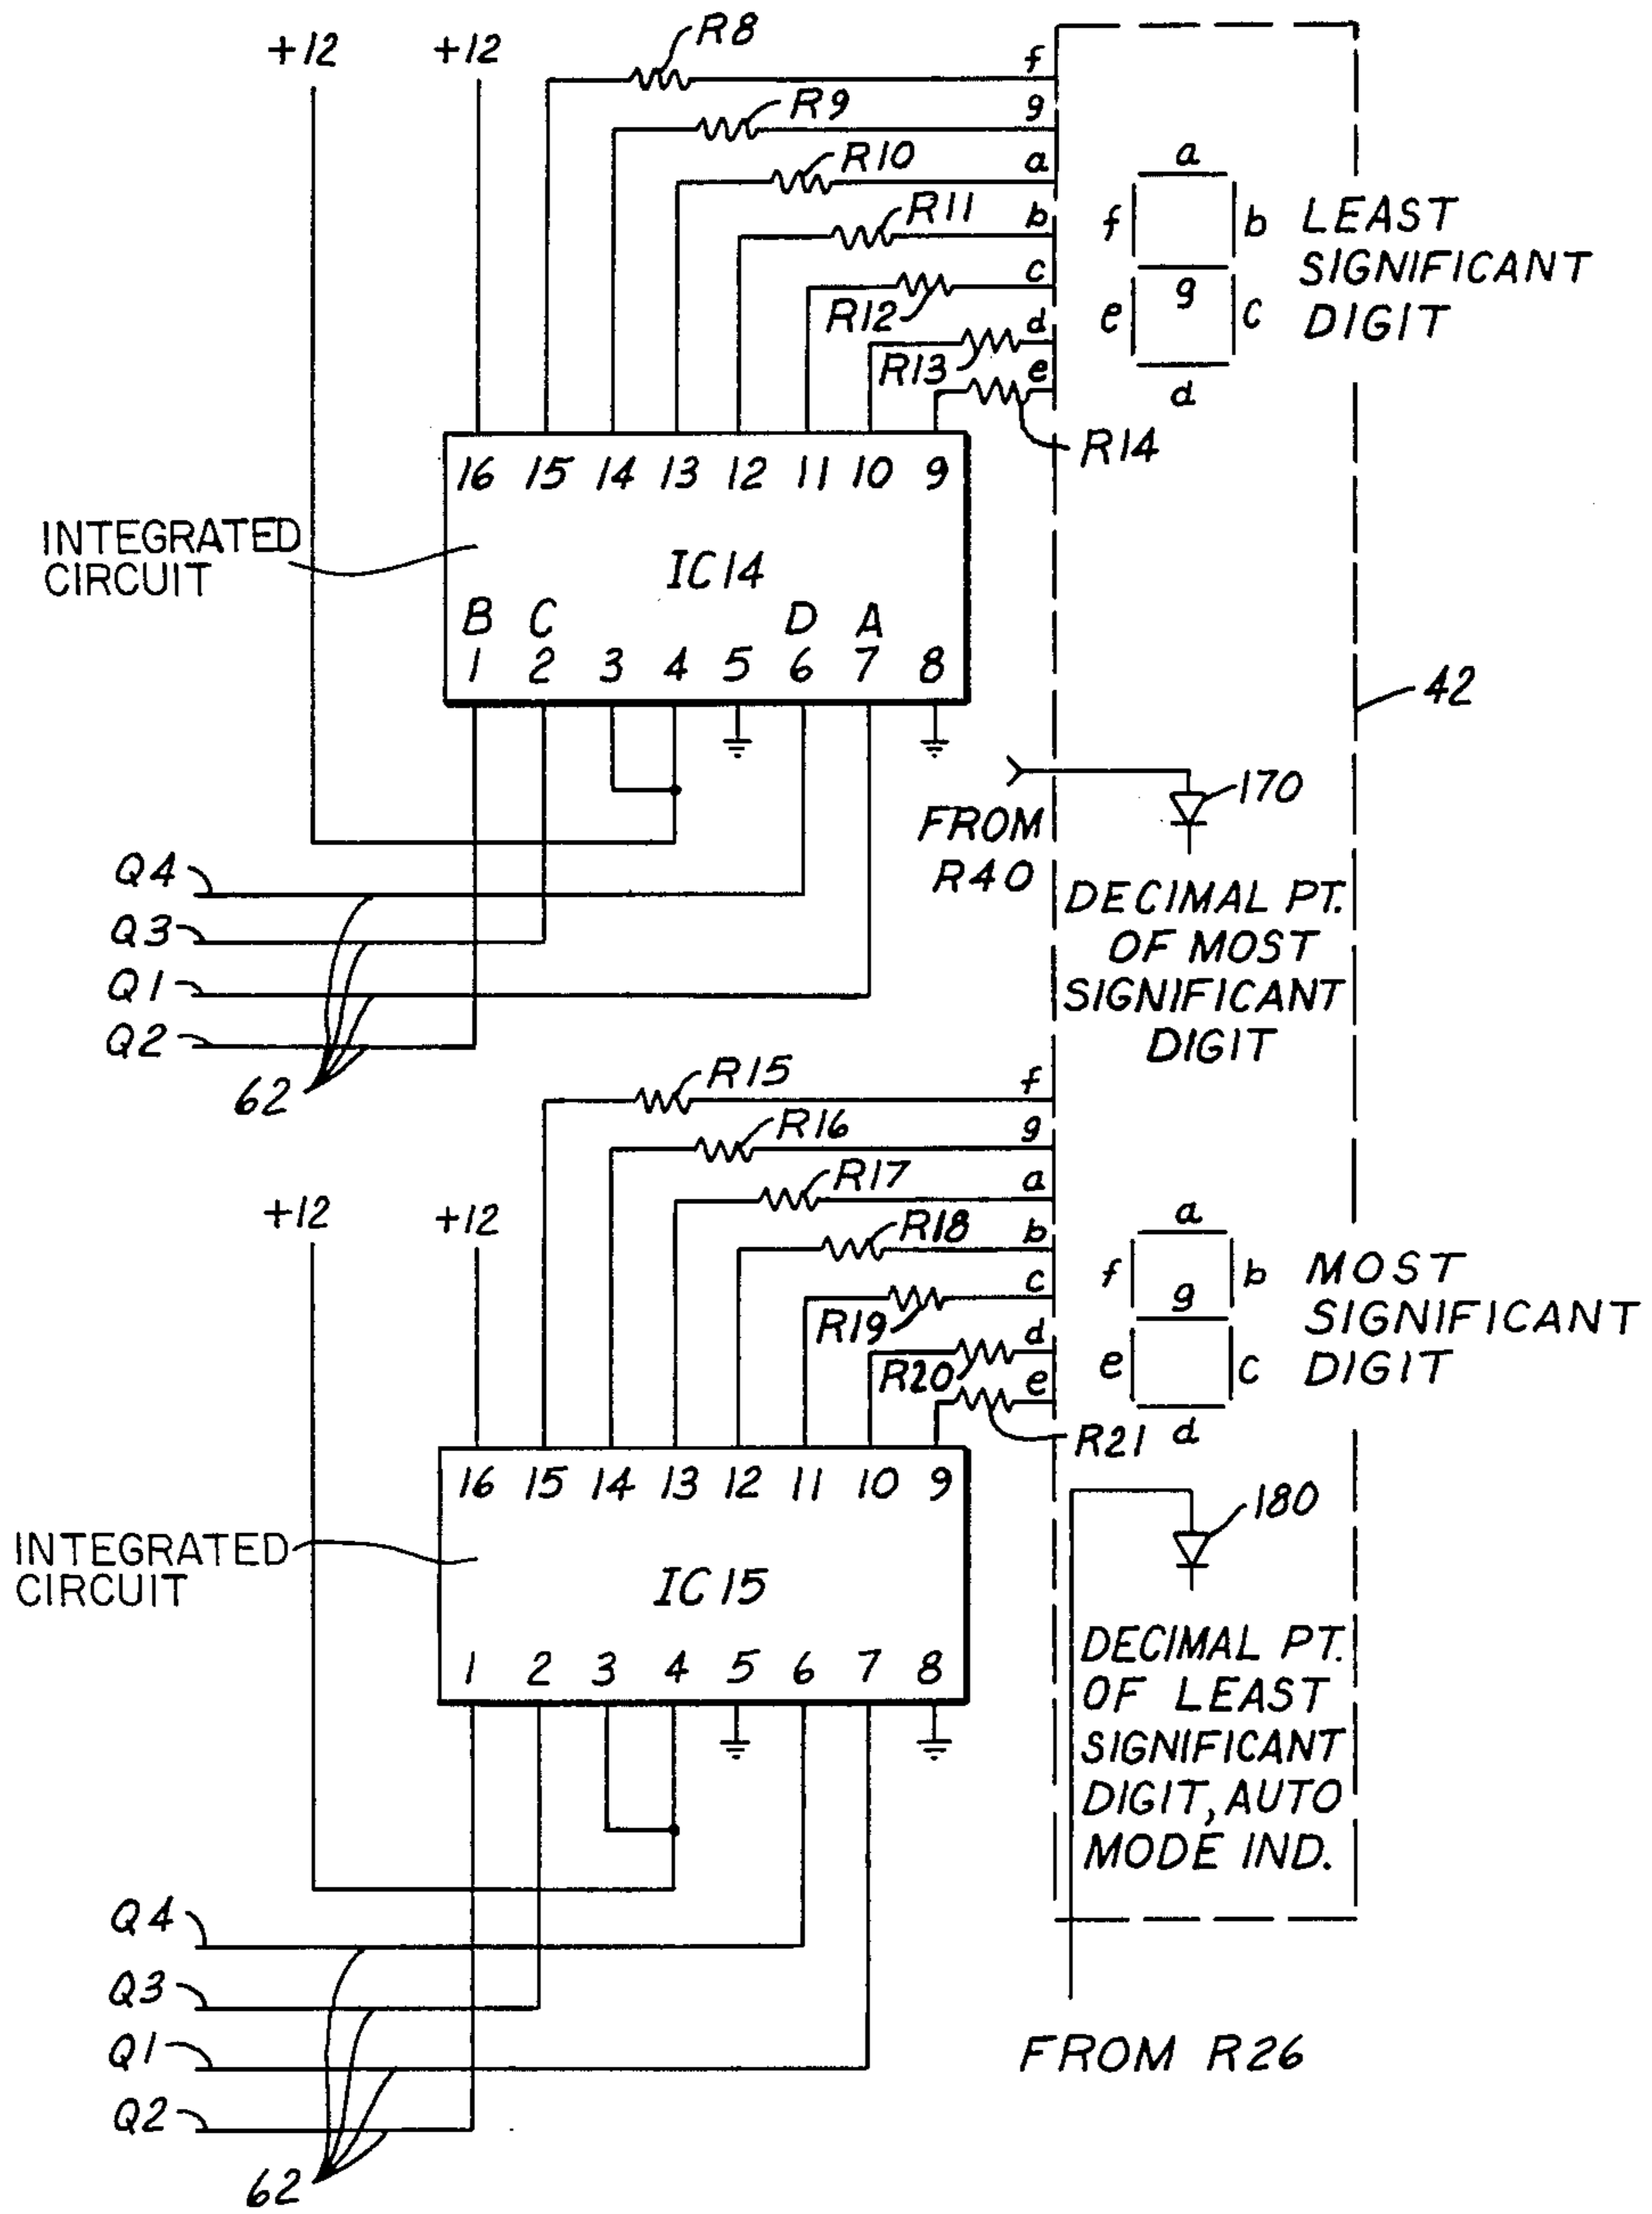 +12
+12
R8
f
R9
g
R10
a
R11
b
R12
c
R13
d
e
R14
a
f
b
g
e
c
d
LEAST
SIGNIFICANT
DIGIT
16 15 14 13 12 11 10 9
INTEGRATED
CIRCUIT
IC14
B C D A
1 2 3 4 5 6 7 8
42
170
FROM
R40
DECIMAL PT.
OF MOST
SIGNIFICANT
DIGIT
Q4
Q3
Q1
Q2
62
R15
f
R16
g
R17
a
+12
+12
R18
b
R19
c
R20
d
e
R21
a
f
b
g
e
c
d
MOST
SIGNIFICANT
DIGIT
16 15 14 13 12 11 10 9
INTEGRATED
CIRCUIT
IC15
1 2 3 4 5 6 7 8
180
DECIMAL PT.
OF LEAST
SIGNIFICANT
DIGIT, AUTO
MODE IND.
Q4
Q3
Q1
Q2
62
FROM R26